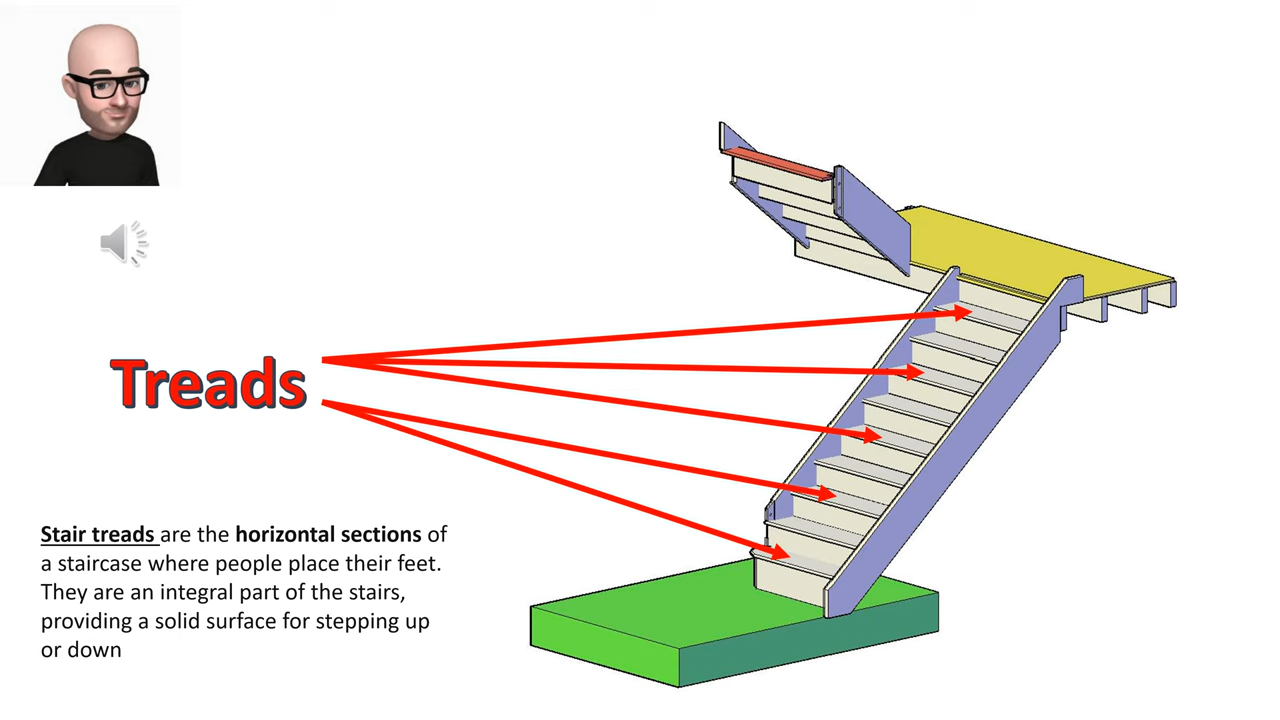 Treads
Stair treads are the horizontal sections of
a staircase where people place their feet.
They are an integral part of the stairs,
providing a solid surface for stepping up
or down